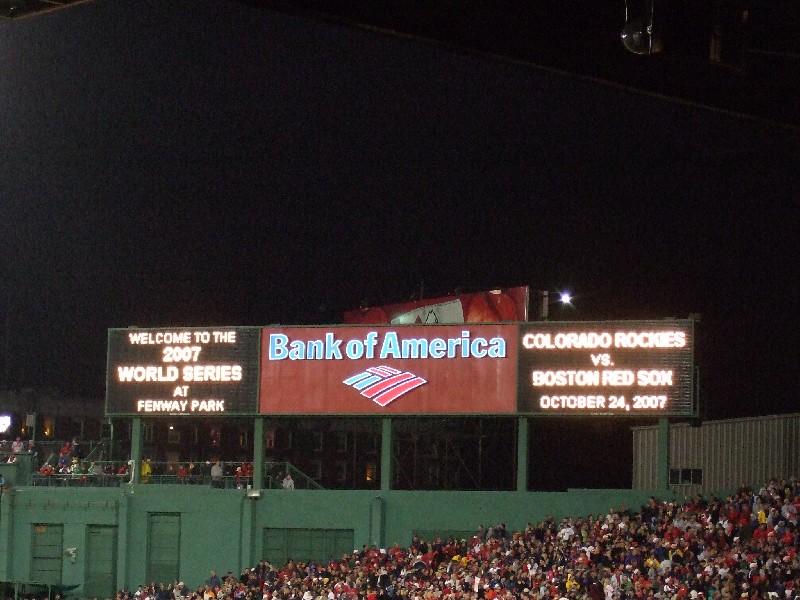 WELCOME TO THE
2007
WORLD SERIES
AT
FENWAY PARK
Bank of America
COLORADO ROCKIES
VS.
BOSTON RED SOX
OCTOBER 24, 2007